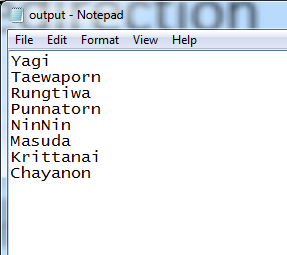 output - Notepad
File Edit Format View Help
Yagi
Taewaporn
Rungtiwa
Punnatorn
NinNin
Masuda
Krittanai
Chayanon